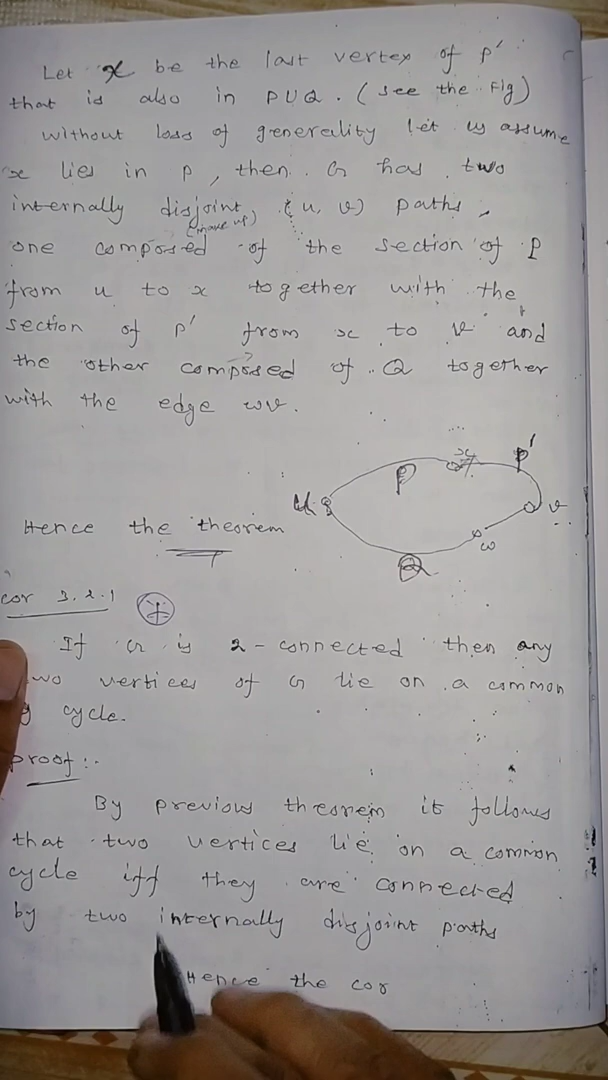 Let x be the last vertex of P'
that is also in PUQ. (see the Fig)
without loss of generality let us assume
x lies in P, then G has two
internally disjoint (u, v) paths,
(make up)
one composed of the section of P
from u to x together with the
section of P' from x to v and
the other composed of Q together
with the edge wv.
x P'
P
u v
w
Q
Hence the theorem
cor 3.2.1
If G is 2-connected then any
two vertices of G lie on a common
cycle.
proof:-
By previous theorem it follows
that two vertices lie on a common
cycle iff they are connected
by two internally disjoint paths
Hence the cor